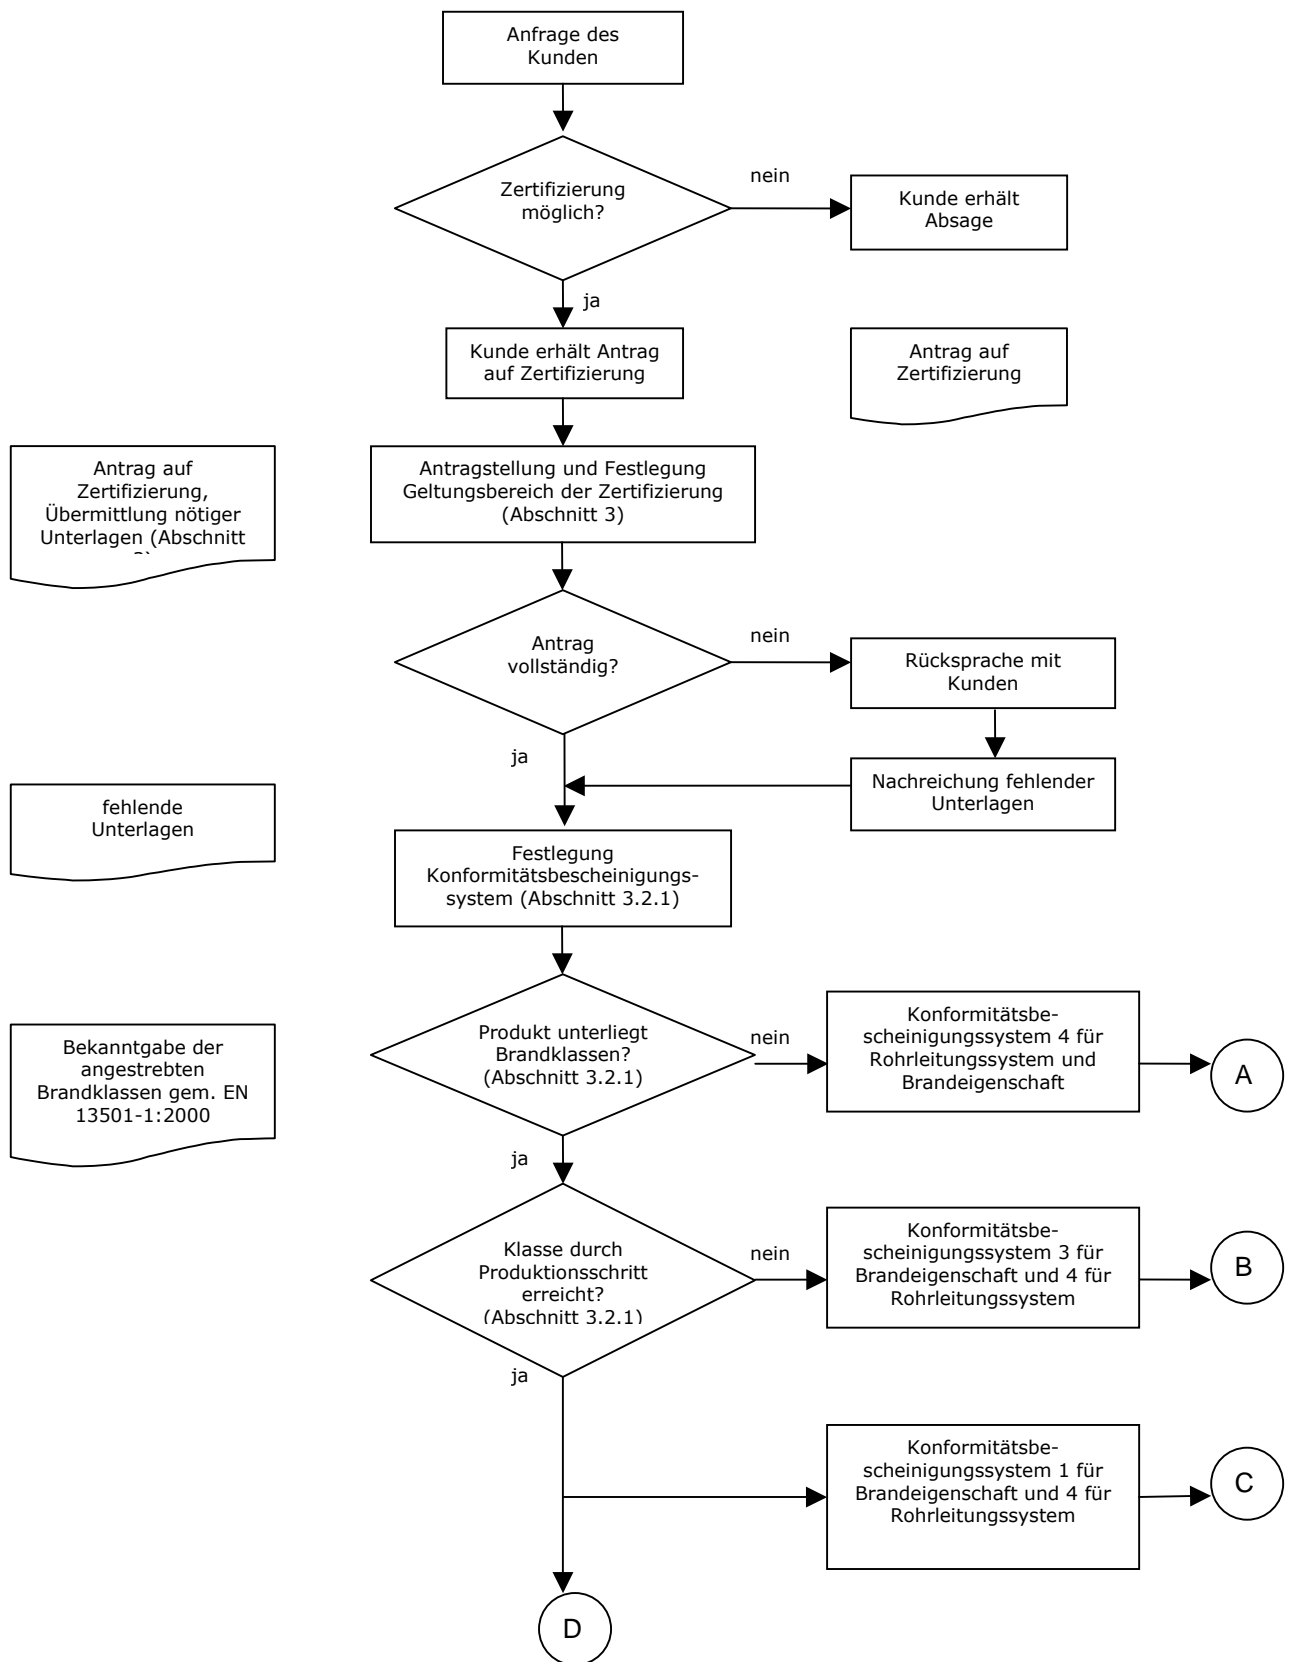 Anfrage des
Kunden
Zertifizierung
möglich?
nein
Kunde erhält
Absage
ja
Kunde erhält Antrag
auf Zertifizierung
Antrag auf
Zertifizierung
Antrag auf
Zertifizierung,
Übermittlung nötiger
Unterlagen (Abschnitt
Antragstellung und Festlegung
Geltungsbereich der Zertifizierung
(Abschnitt 3)
Antrag
vollständig?
nein
Rücksprache mit
Kunden
ja
Nachreichung fehlender
Unterlagen
fehlende
Unterlagen
Festlegung
Konformitätsbescheinigungs-
system (Abschnitt 3.2.1)
Bekanntgabe der
angestrebten
Brandklassen gem. EN
13501-1:2000
Produkt unterliegt
Brandklassen?
(Abschnitt 3.2.1)
nein
Konformitätsbe-
scheinigungssystem 4 für
Rohrleitungssystem und
Brandeigenschaft
A
ja
Klasse durch
Produktionsschritt
erreicht?
(Abschnitt 3.2.1)
nein
Konformitätsbe-
scheinigungssystem 3 für
Brandeigenschaft und 4 für
Rohrleitungssystem
B
ja
Konformitätsbe-
scheinigungssystem 1 für
Brandeigenschaft und 4 für
Rohrleitungssystem
C
D